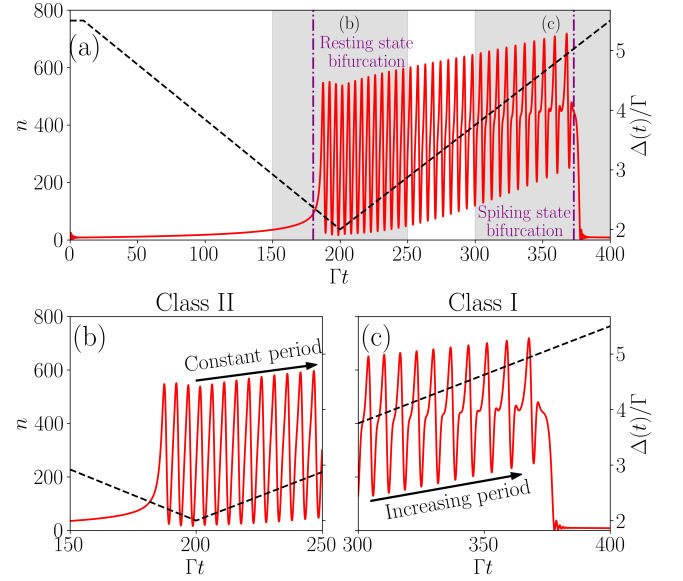 (a)
(b)
(c)
Resting state
bifurcation
Spiking state
bifurcation
800
600
400
200
0
n
5
4
3
2
Δ(t)/Γ
0 50 100 150 200 250 300 350 400
Γt
Class II
(b)
Constant period
800
600
400
200
0
n
150 200 250
Γt
Class I
(c)
Increasing period
5
4
3
2
Δ(t)/Γ
300 350 400
Γt